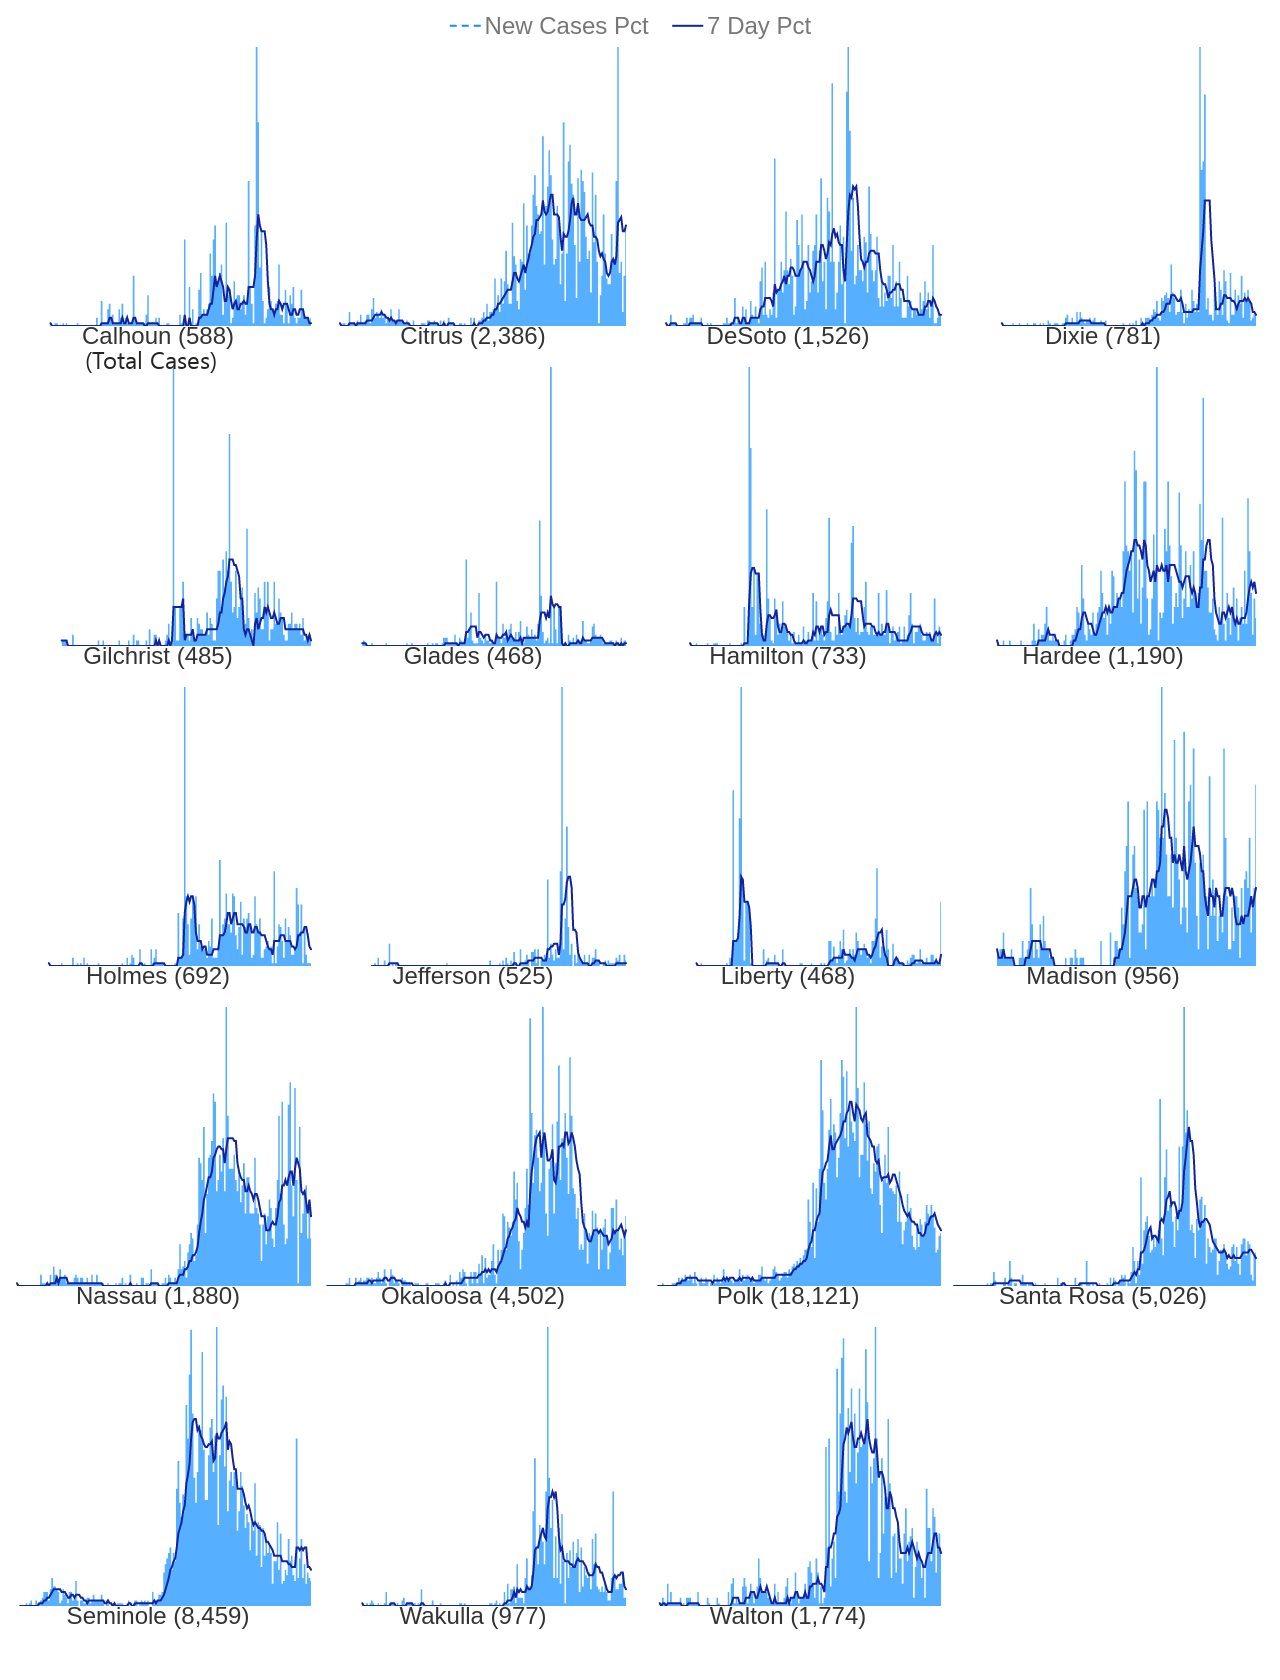 New Cases Pct 7 Day Pct
Calhoun (588) Citrus (2,386) DeSoto (1,526) Dixie (781)
(Total Cases)
Gilchrist (485) Glades (468) Hamilton (733) Hardee (1,190)
Holmes (692) Jefferson (525) Liberty (468) Madison (956)
Nassau (1,880) Okaloosa (4,502) Polk (18,121) Santa Rosa (5,026)
Seminole (8,459) Wakulla (977) Walton (1,774)